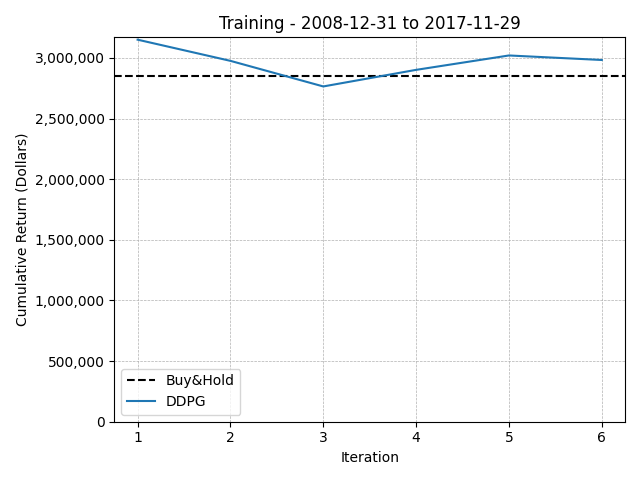 Training - 2008-12-31 to 2017-11-29
Cumulative Return (Dollars)
3,000,000
2,500,000
2,000,000
1,500,000
1,000,000
500,000
0
Buy&Hold
DDPG
1 2 3 4 5 6
Iteration